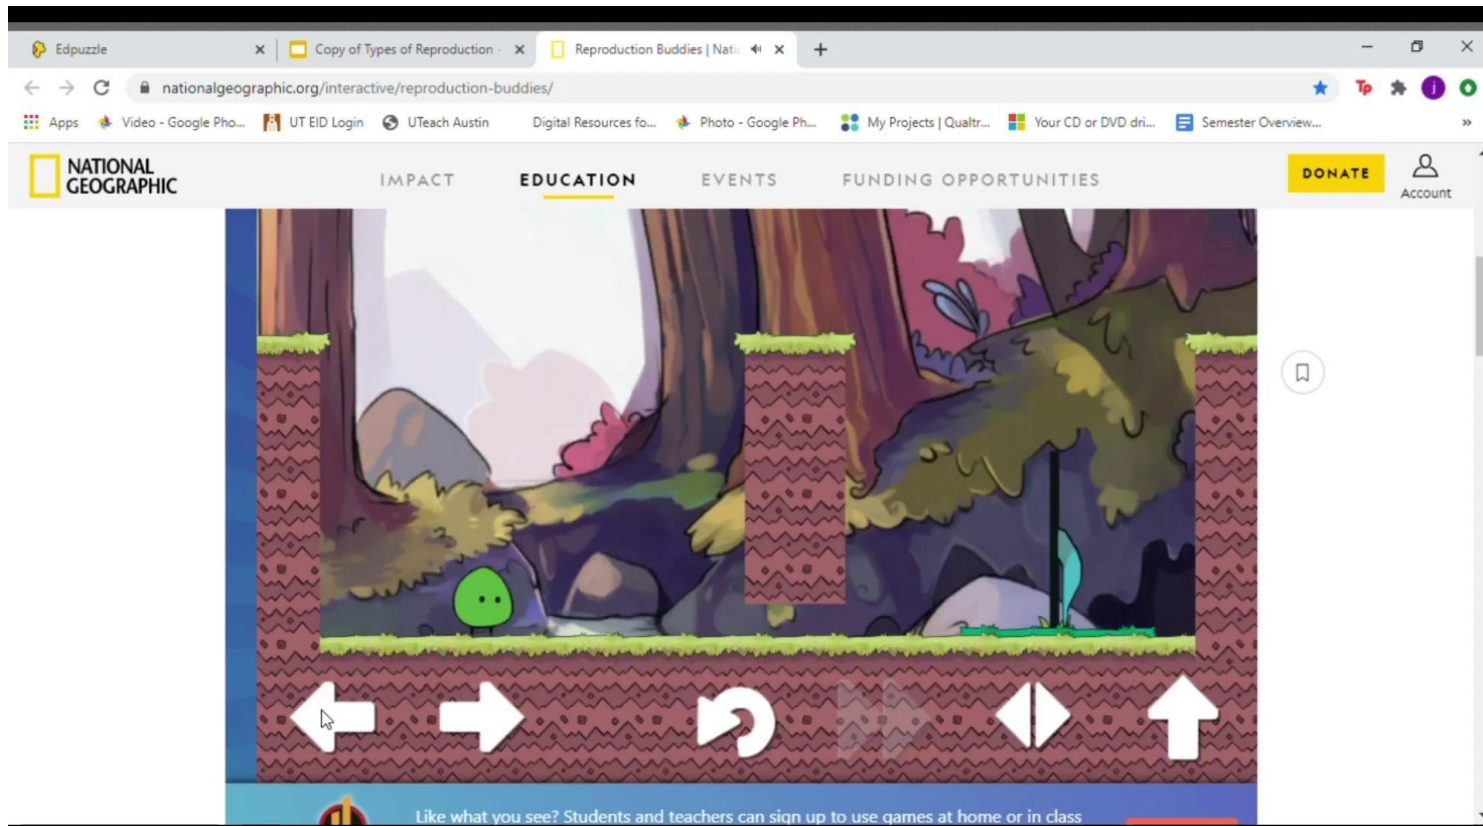 Edpuzzle
Copy of Types of Reproduction -
Reproduction Buddies | Natio
nationalgeographic.org/interactive/reproduction-buddies/
Tp
j
Apps Video - Google Pho... UT EID Login UTeach Austin Digital Resources fo... Photo - Google Ph... My Projects | Qualtr... Your CD or DVD dri... Semester Overview... »
NATIONAL
GEOGRAPHIC
IMPACT EDUCATION EVENTS FUNDING OPPORTUNITIES
DONATE
Account
Like what you see? Students and teachers can sign up to use games at home or in class